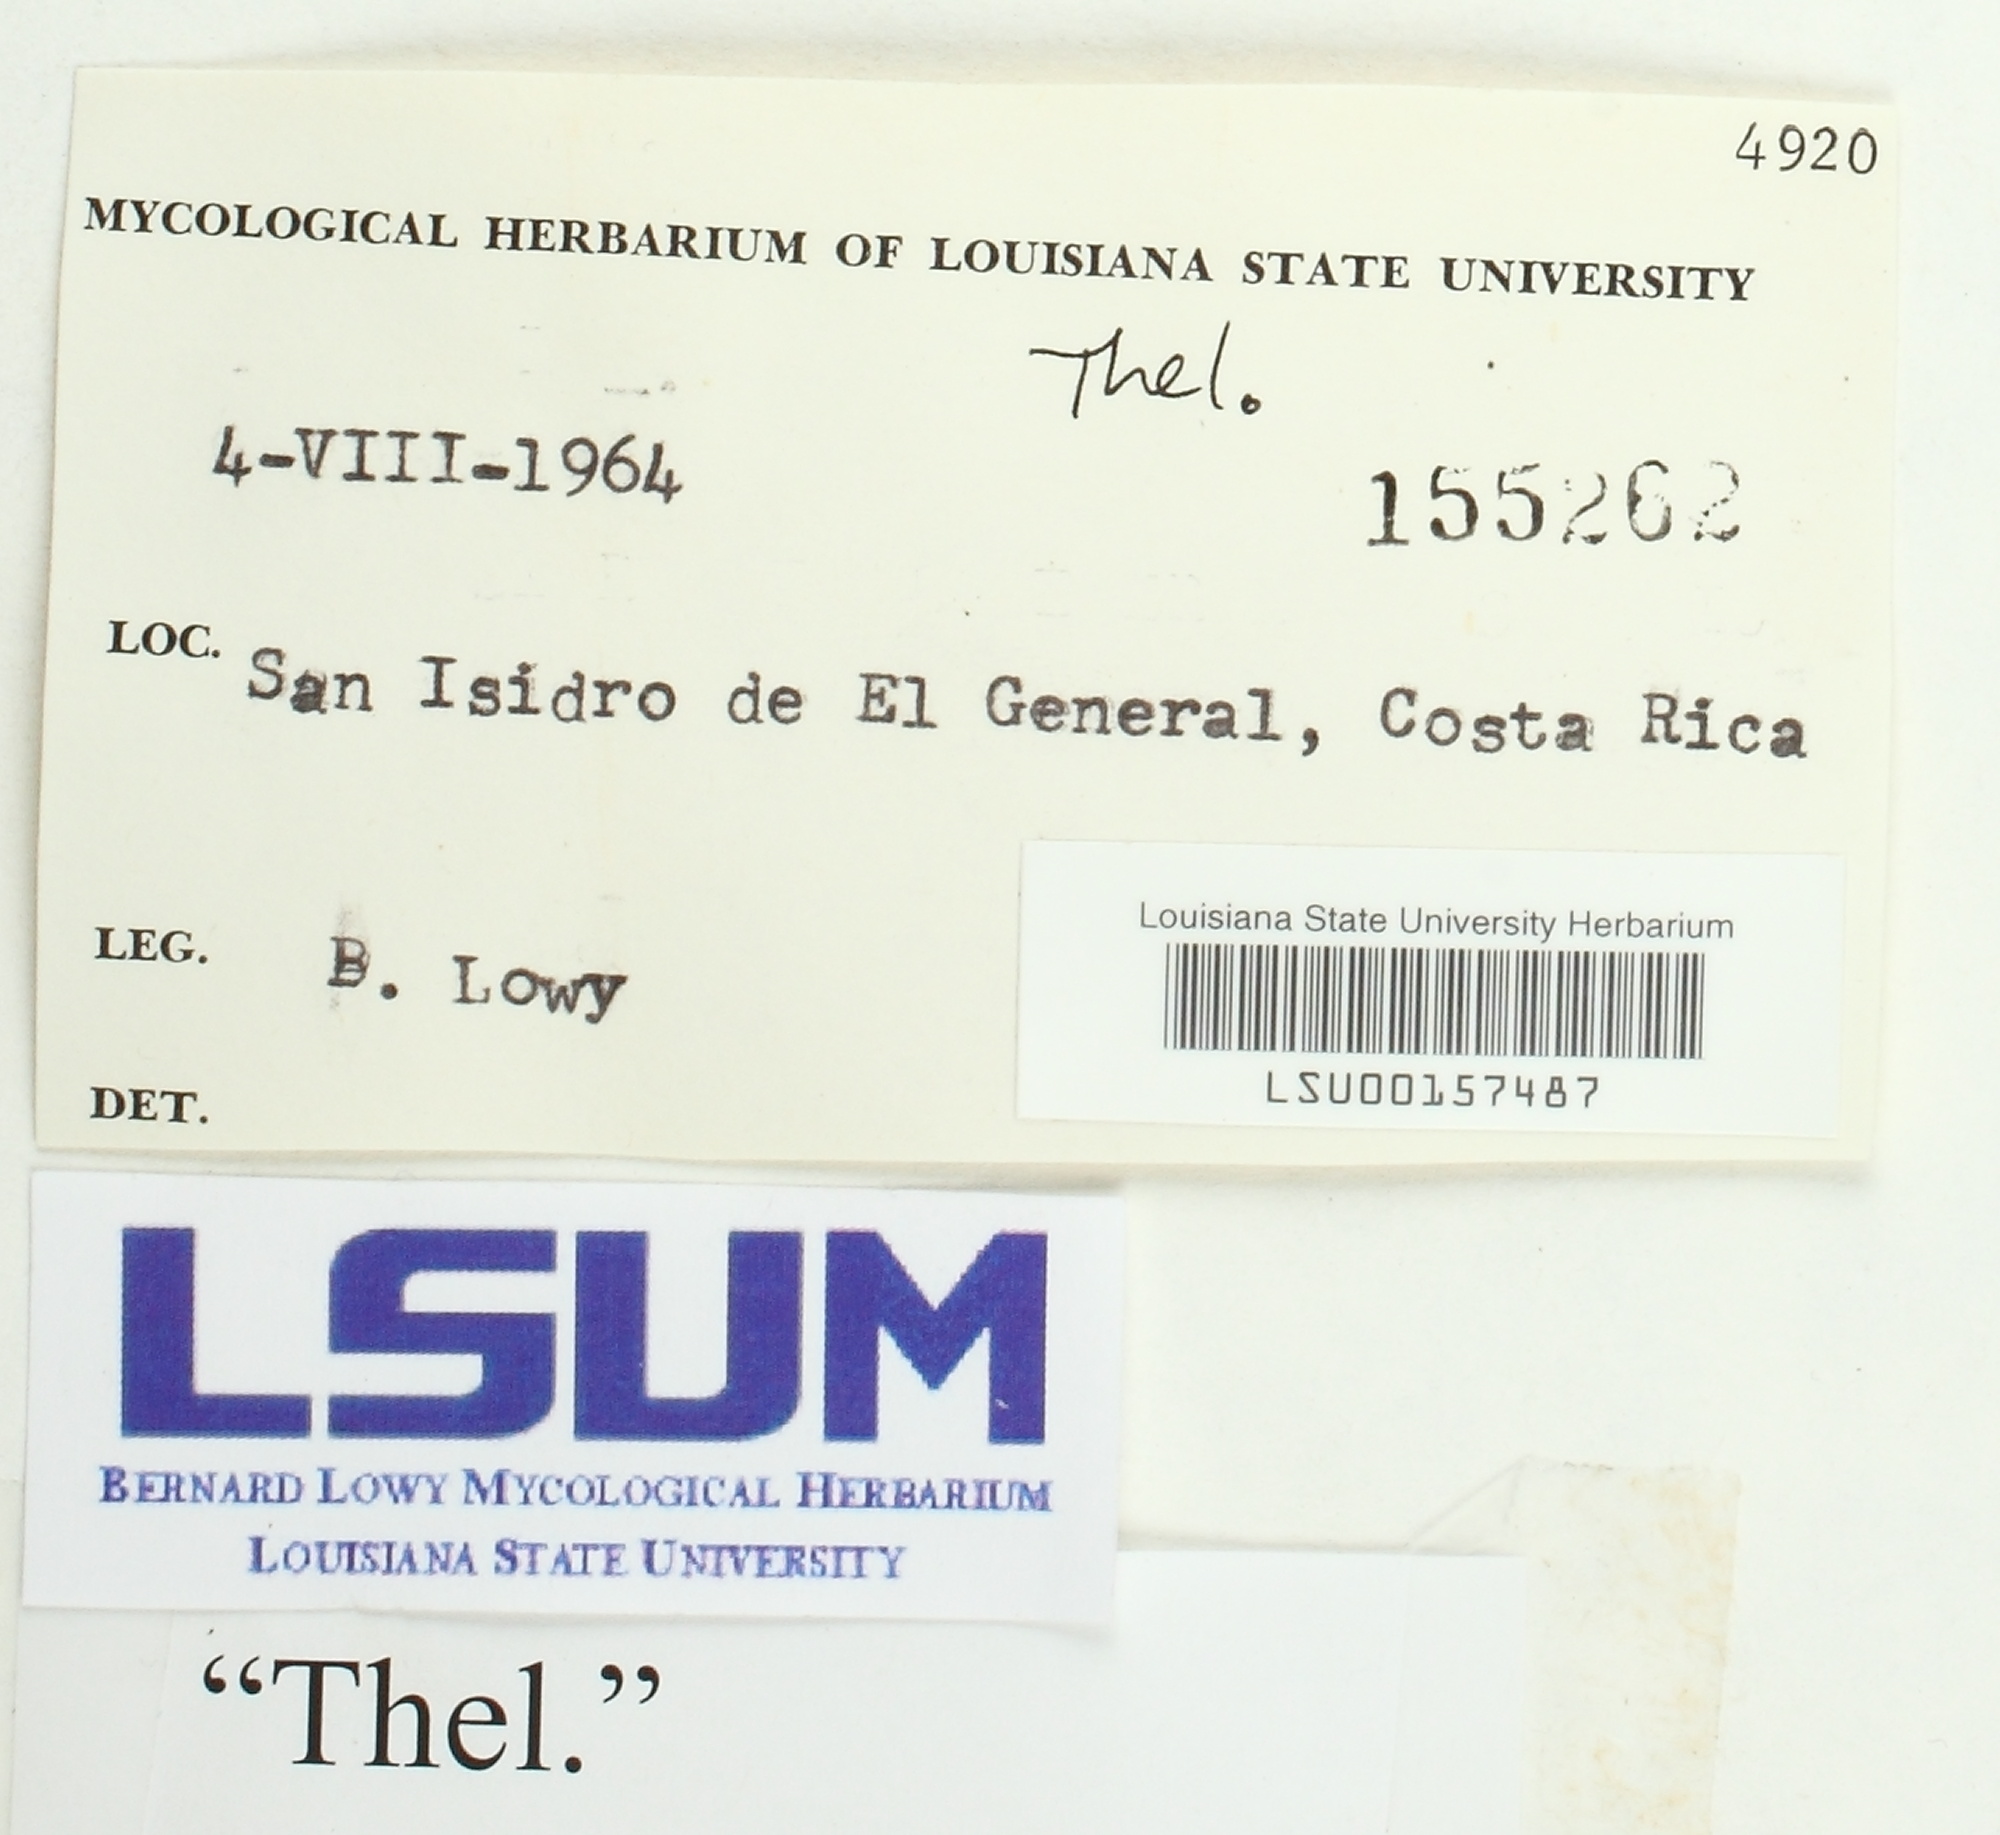 4920
MYCOLOGICAL HERBARIUM OF LOUISIANA STATE UNIVERSITY
Thel.
4-VIII-1964
155262
LOC. San Isidro de El General, Costa Rica
LEG. B. Lowy
Louisiana State University Herbarium
LSU00157487
DET.
LSUM
BERNARD LOWY MYCOLOGICAL HERBARIUM
LOUISIANA STATE UNIVERSITY
“Thel.”